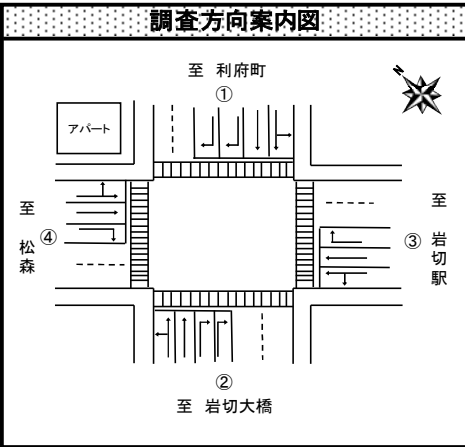 調査方向案内図
至 利府町
①
N
アパート
至 松森
④
至 岩切駅
③
②
至 岩切大橋